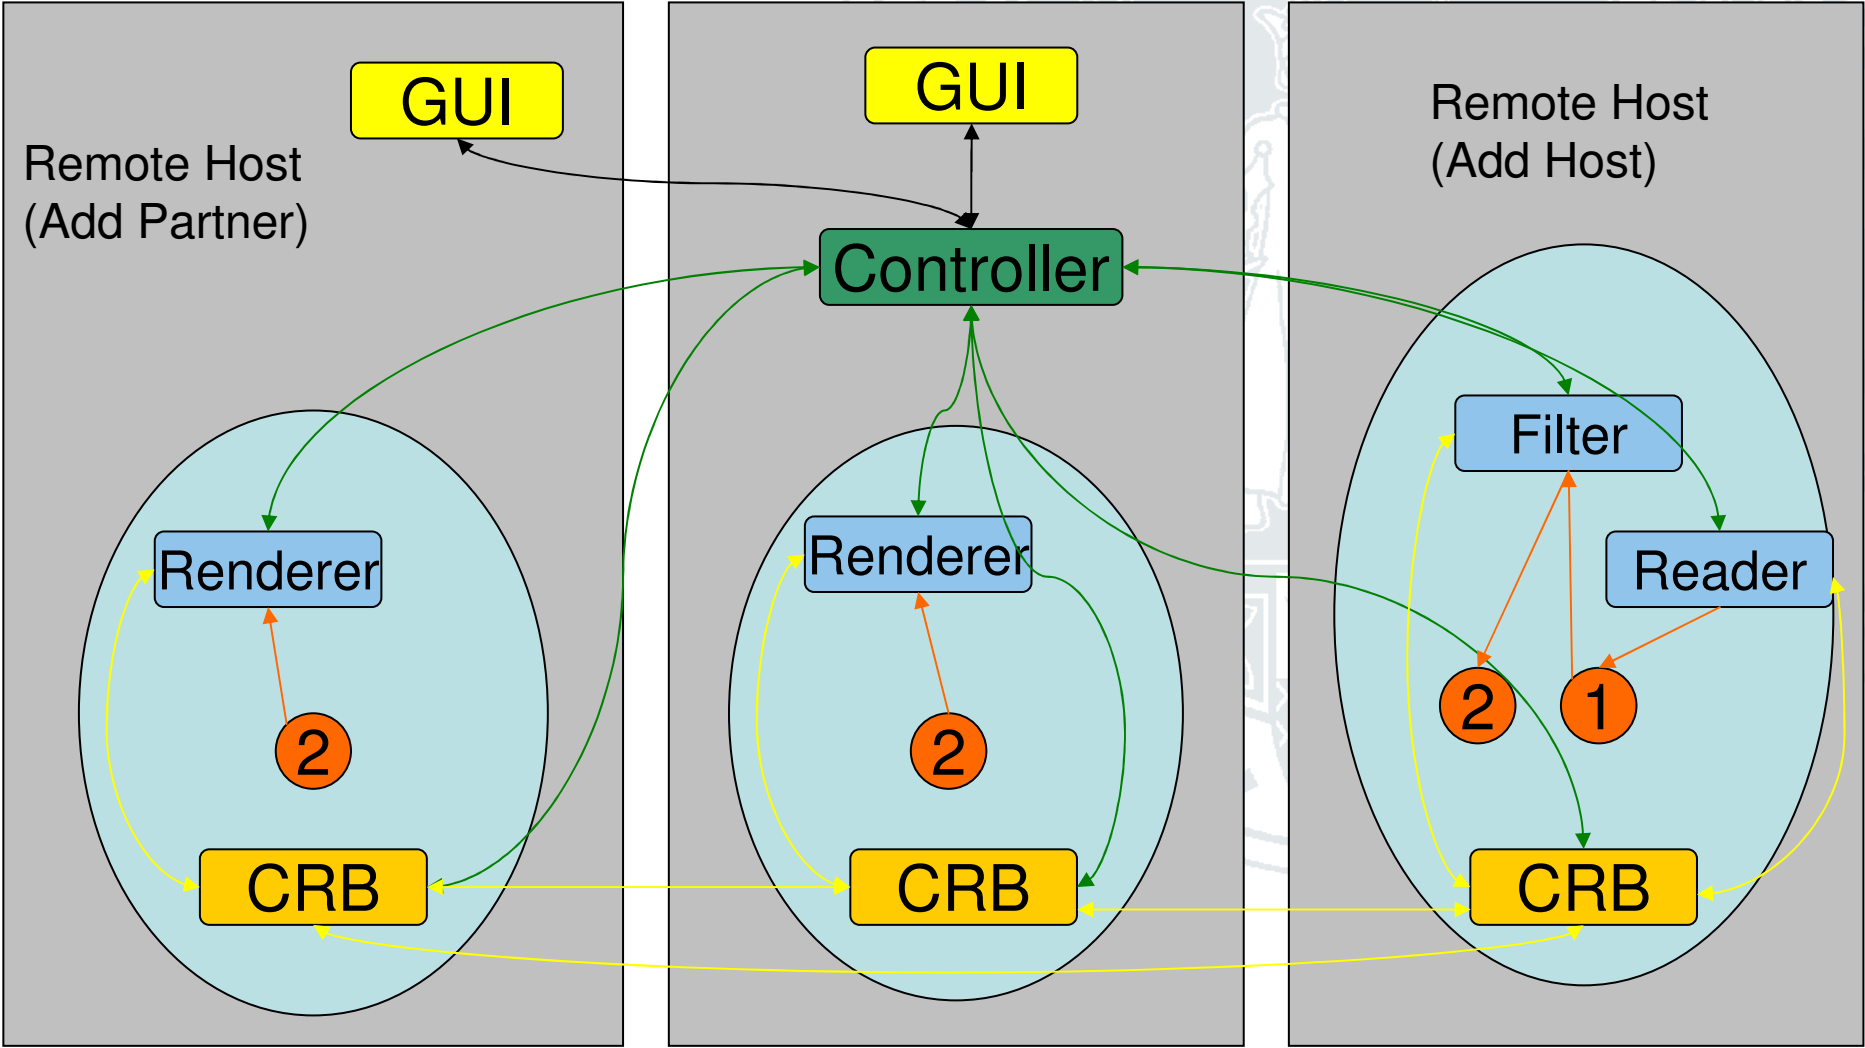 GUI
Remote Host
(Add Partner)
Renderer
2
CRB
GUI
Controller
Renderer
2
CRB
Remote Host
(Add Host)
Filter
Reader
2
1
CRB